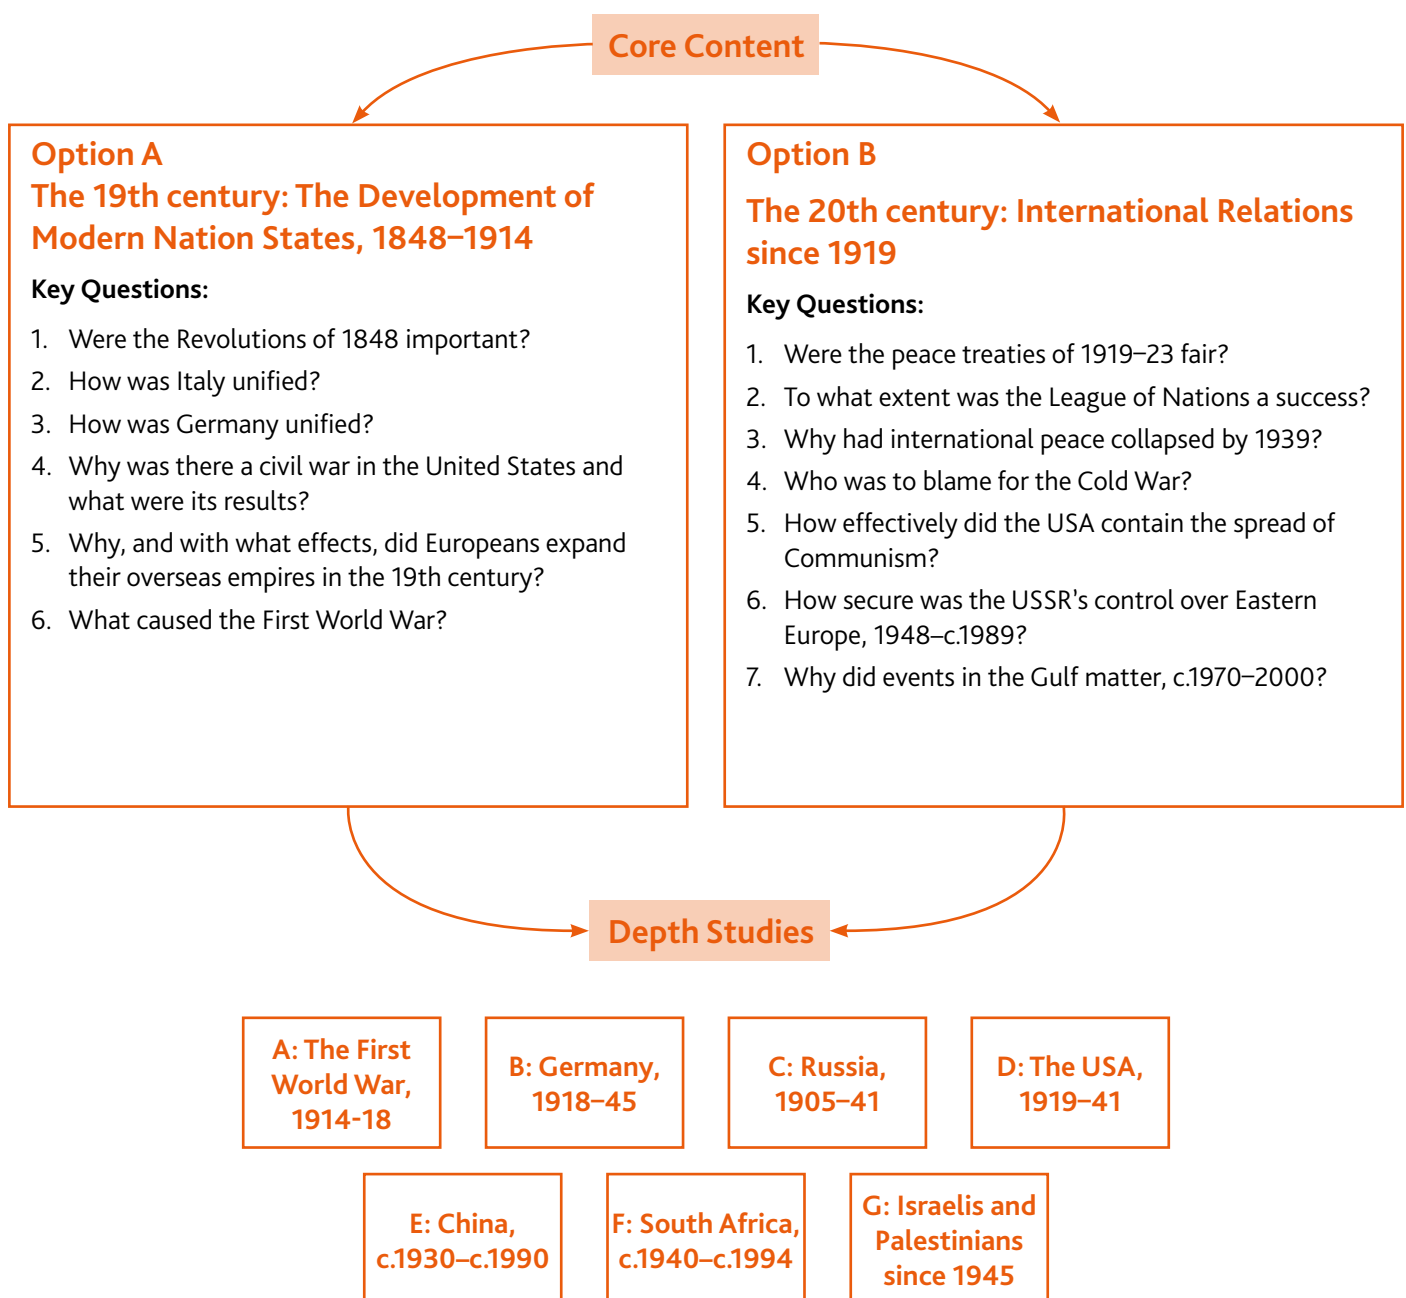 Core Content
Option A
The 19th century: The Development of
Modern Nation States, 1848–1914
Key Questions:
1. Were the Revolutions of 1848 important?
2. How was Italy unified?
3. How was Germany unified?
4. Why was there a civil war in the United States and
what were its results?
5. Why, and with what effects, did Europeans expand
their overseas empires in the 19th century?
6. What caused the First World War?
Option B
The 20th century: International Relations
since 1919
Key Questions:
1. Were the peace treaties of 1919–23 fair?
2. To what extent was the League of Nations a success?
3. Why had international peace collapsed by 1939?
4. Who was to blame for the Cold War?
5. How effectively did the USA contain the spread of
Communism?
6. How secure was the USSR’s control over Eastern
Europe, 1948–c.1989?
7. Why did events in the Gulf matter, c.1970–2000?
Depth Studies
A: The First
World War,
1914-18
B: Germany,
1918–45
C: Russia,
1905–41
D: The USA,
1919–41
E: China,
c.1930–c.1990
F: South Africa,
c.1940–c.1994
G: Israelis and
Palestinians
since 1945